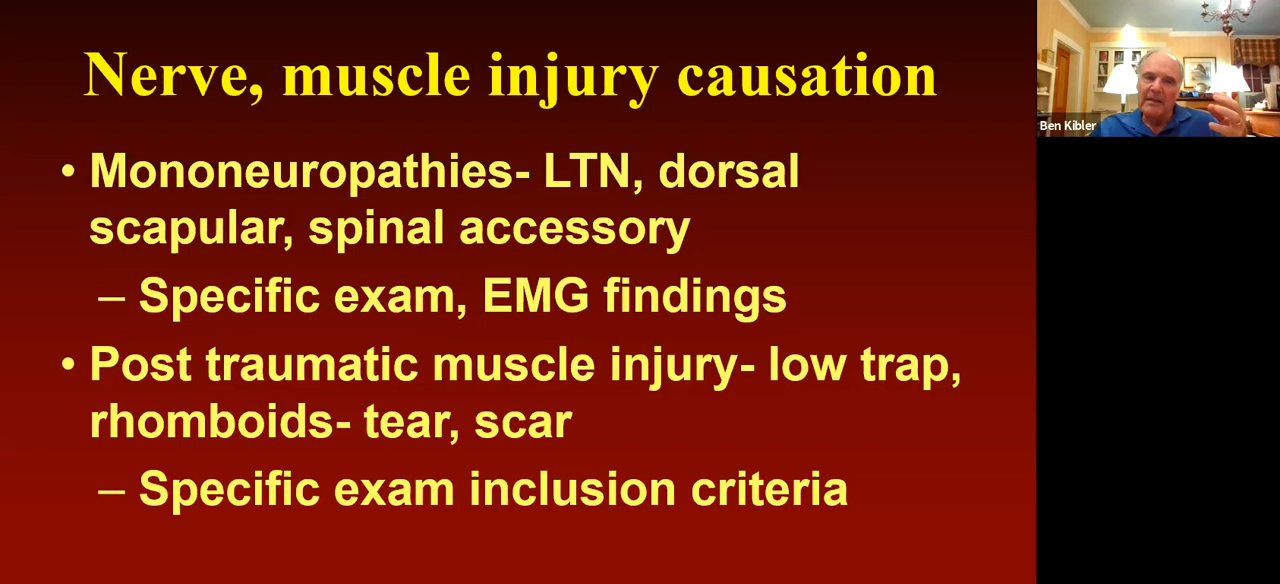 Nerve, muscle injury causation
• Mononeuropathies- LTN, dorsal
scapular, spinal accessory
– Specific exam, EMG findings
• Post traumatic muscle injury- low trap,
rhomboids- tear, scar
– Specific exam inclusion criteria
Ben Kibler